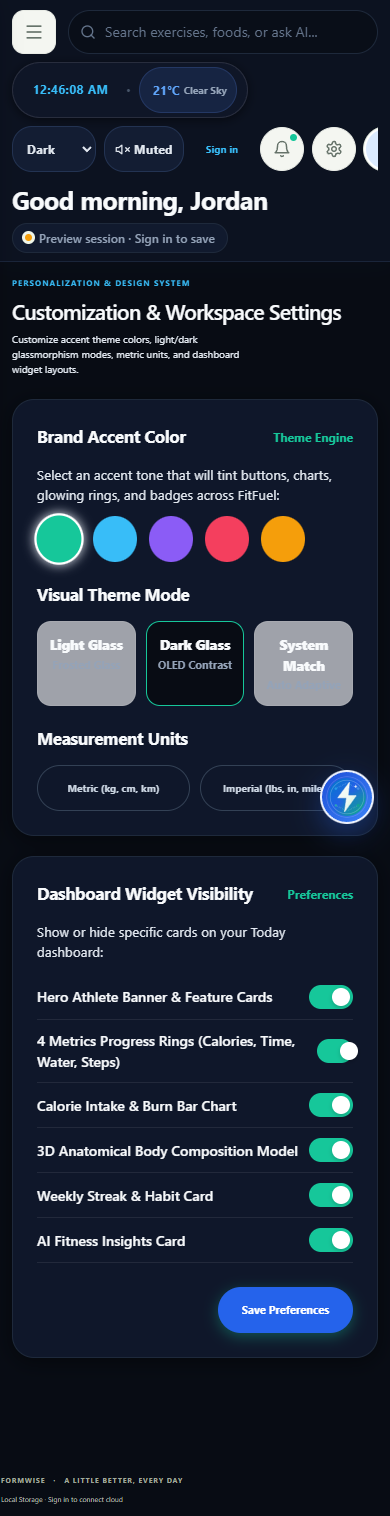 Search exercises, foods, or ask AI...
12:46:08 AM • 21°C Clear Sky
Dark Muted Sign in
Good morning, Jordan
Preview session · Sign in to save
PERSONALIZATION & DESIGN SYSTEM
Customization & Workspace Settings
Customize accent theme colors, light/dark
glassmorphism modes, metric units, and dashboard
widget layouts.
Brand Accent Color Theme Engine
Select an accent tone that will tint buttons, charts,
glowing rings, and badges across FitFuel:
Visual Theme Mode
Light Glass
Dark Glass
OLED Contrast
System
Match
Measurement Units
Metric (kg, cm, km)
Imperial (lbs, in, mile
Dashboard Widget Visibility Preferences
Show or hide specific cards on your Today
dashboard:
Hero Athlete Banner & Feature Cards
4 Metrics Progress Rings (Calories, Time,
Water, Steps)
Calorie Intake & Burn Bar Chart
3D Anatomical Body Composition Model
Weekly Streak & Habit Card
AI Fitness Insights Card
Save Preferences
FORMWISE · A LITTLE BETTER, EVERY DAY
Local Storage · Sign in to connect cloud